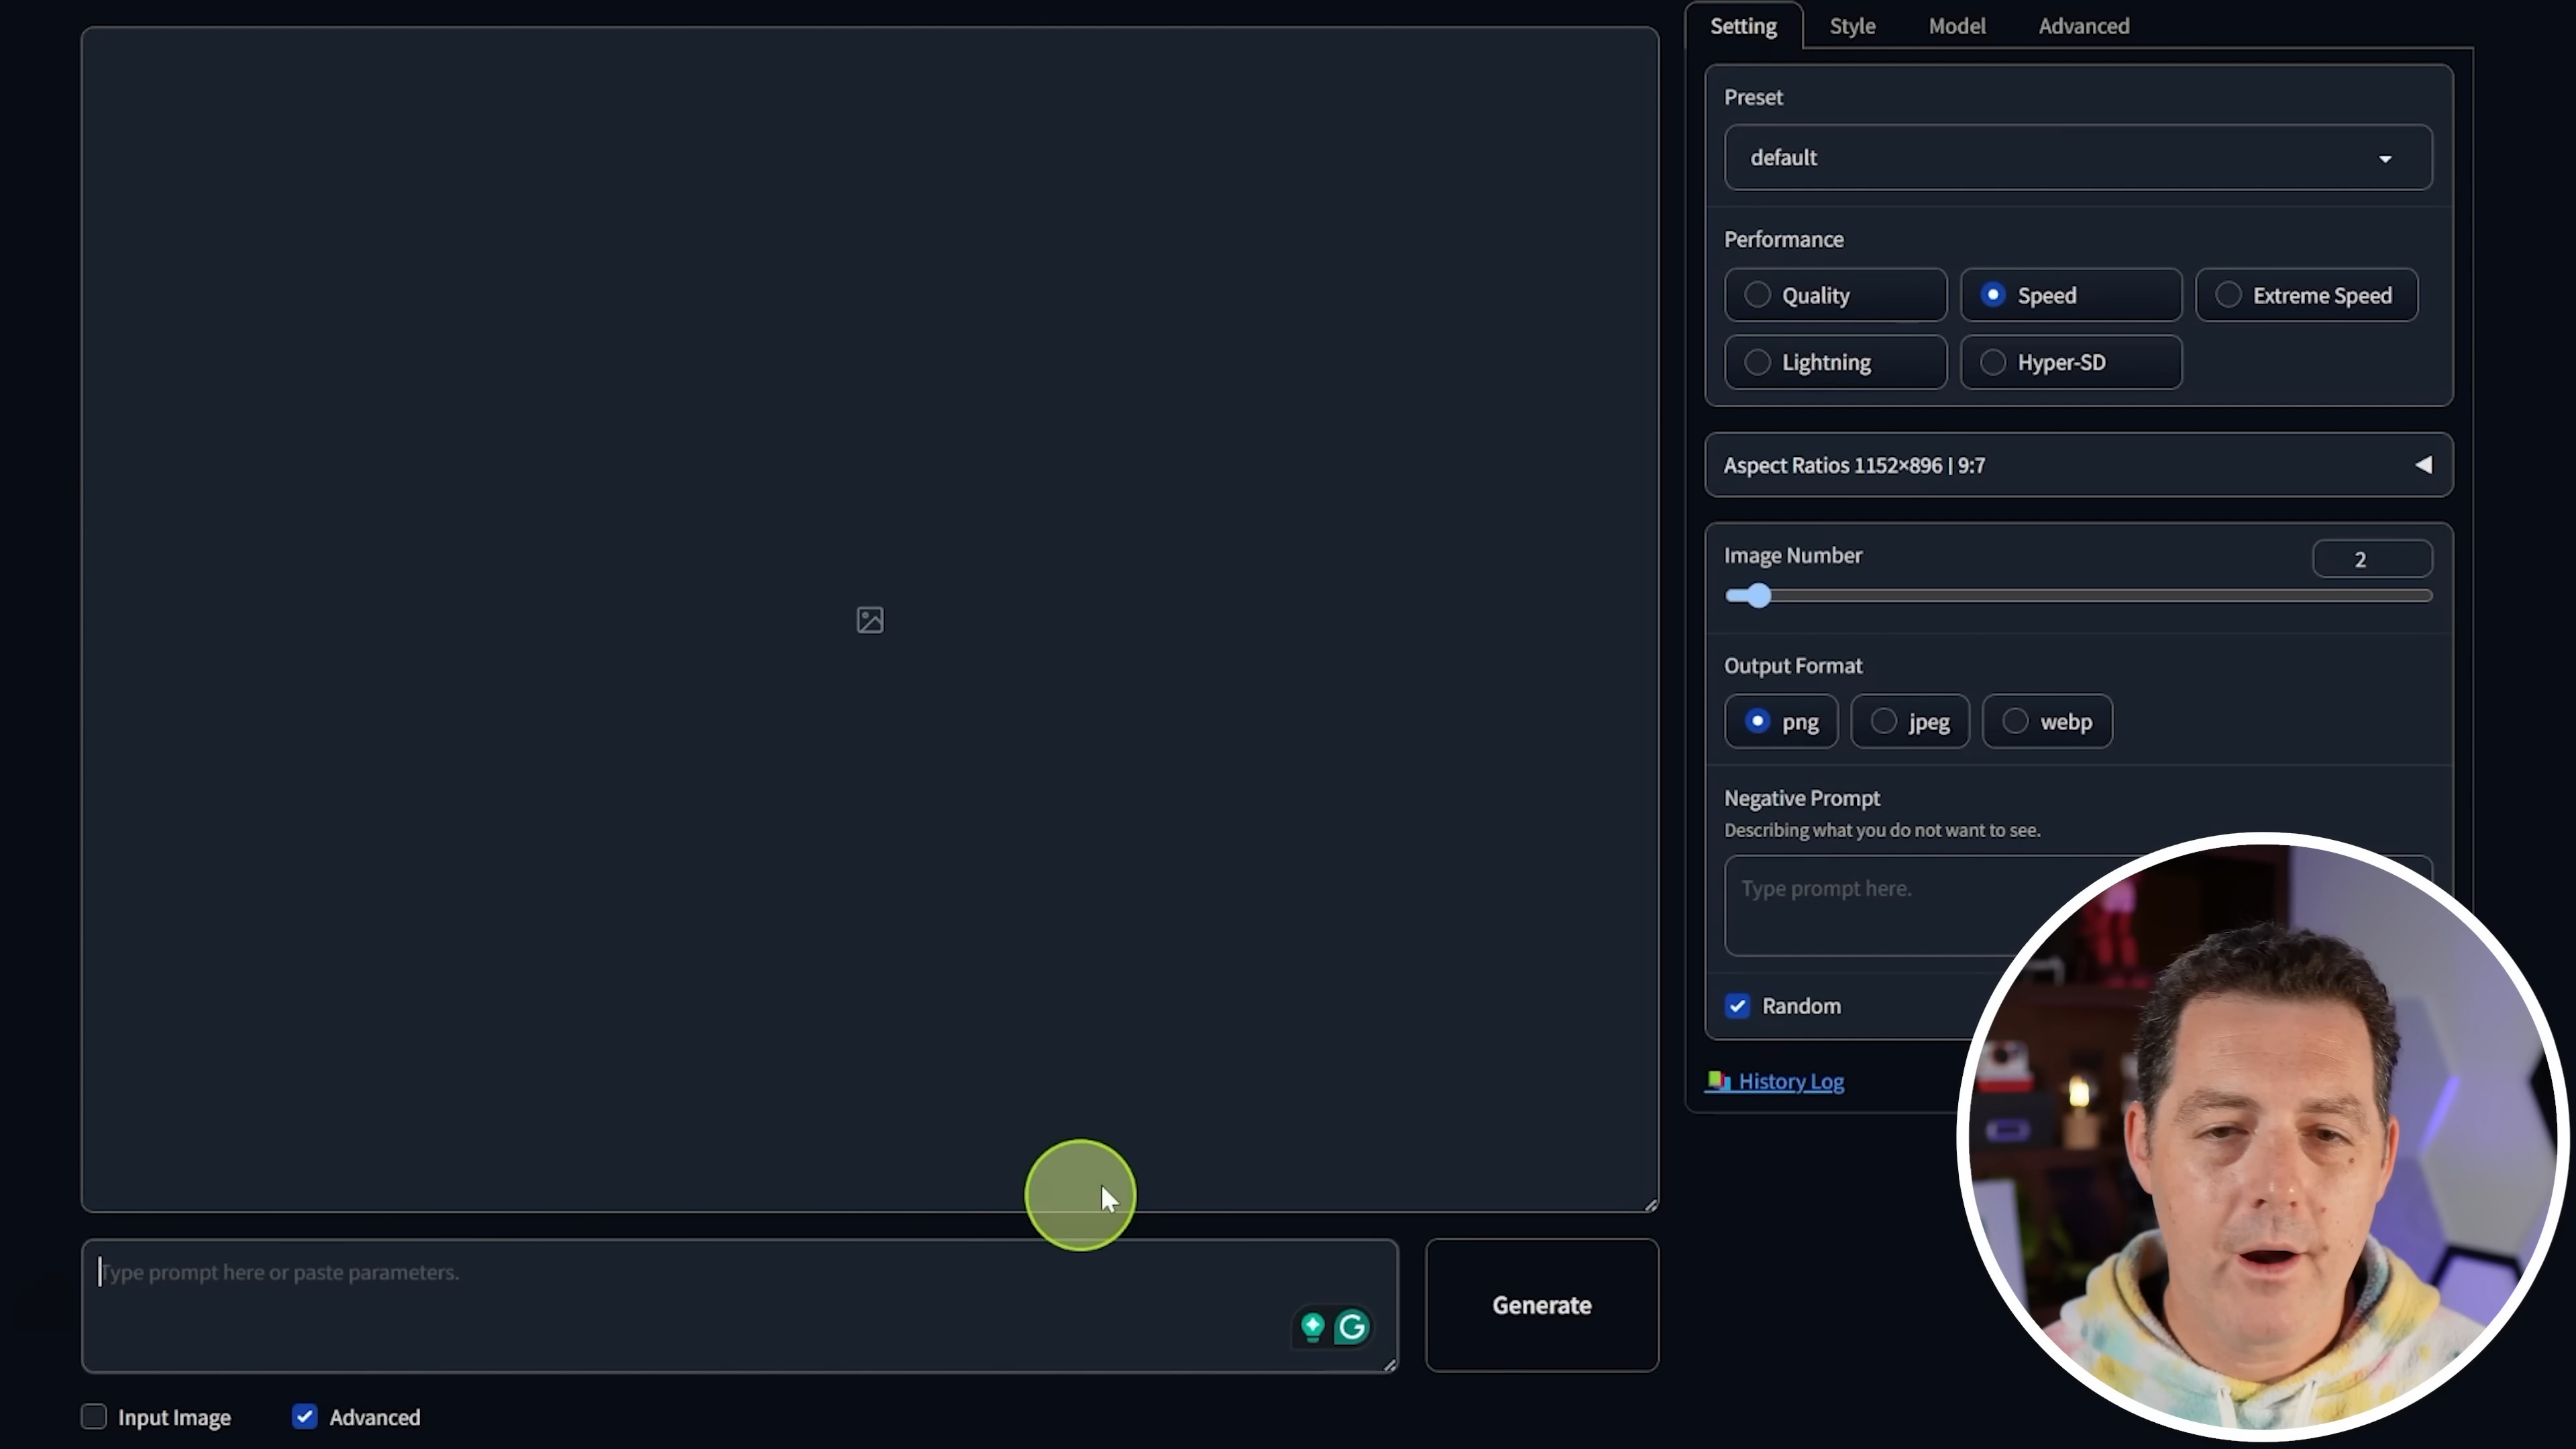 Setting Style Model Advanced
Preset
default
Performance
Quality Speed Extreme Speed
Lightning Hyper-SD
Aspect Ratios 1152×896 | 9:7
Image Number 2
Output Format
png jpeg webp
Negative Prompt
Describing what you do not want to see.
Type prompt here.
Random
History Log
Type prompt here or paste parameters.
Generate
Input Image Advanced